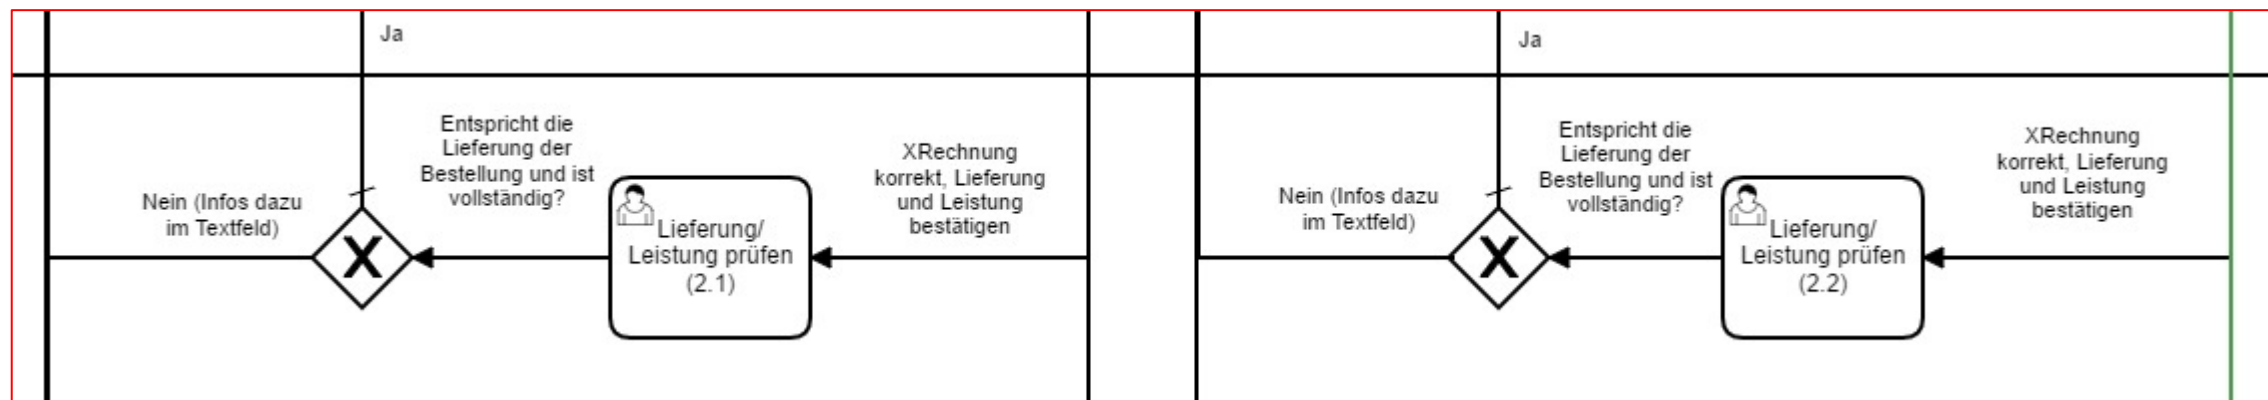 Ja
Entspricht die
Lieferung der
Bestellung und ist
vollständig?
Nein (Infos dazu
im Textfeld)
X
Lieferung/
Leistung prüfen
(2.1)
XRechnung
korrekt, Lieferung
und Leistung
bestätigen
Ja
Entspricht die
Lieferung der
Bestellung und ist
vollständig?
Nein (Infos dazu
im Textfeld)
X
Lieferung/
Leistung prüfen
(2.2)
XRechnung
korrekt, Lieferung
und Leistung
bestätigen